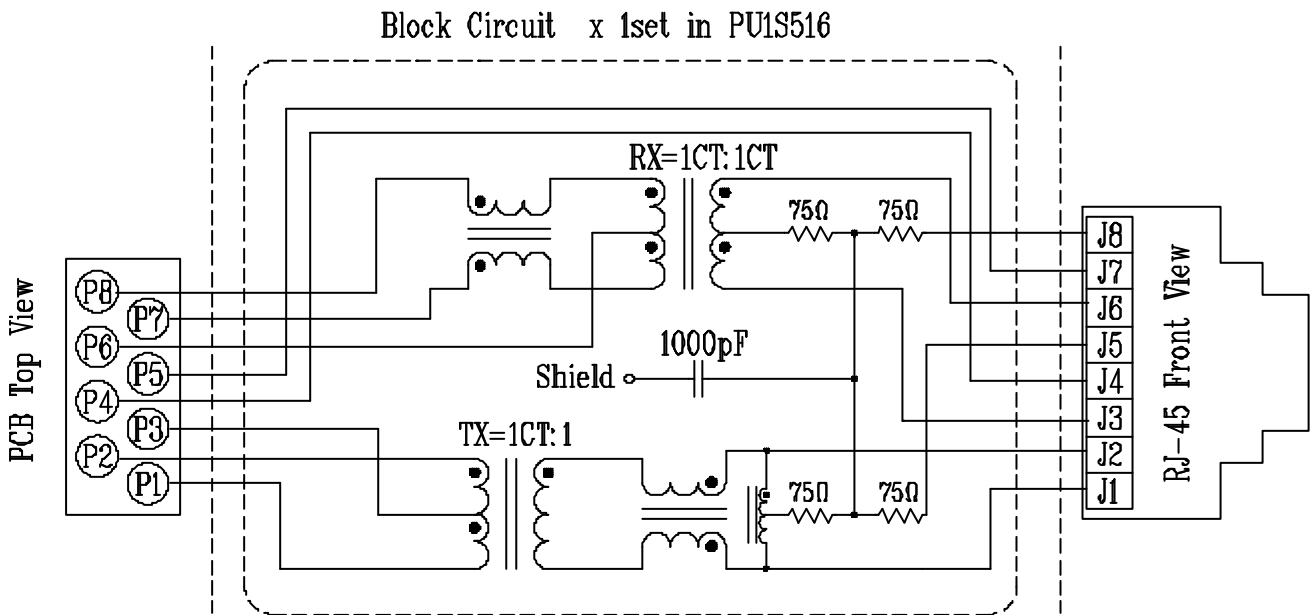 Block Circuit x 1set in PU1S516
RX=1CT:1CT
75Ω 75Ω
J8
J7
J6
J5
J4
J3
J2
J1
RJ-45 Front View
PCB Top View
P8
P7
P6
P5
P4
P3
P2
P1
1000pF
Shield
TX=1CT:1
75Ω 75Ω